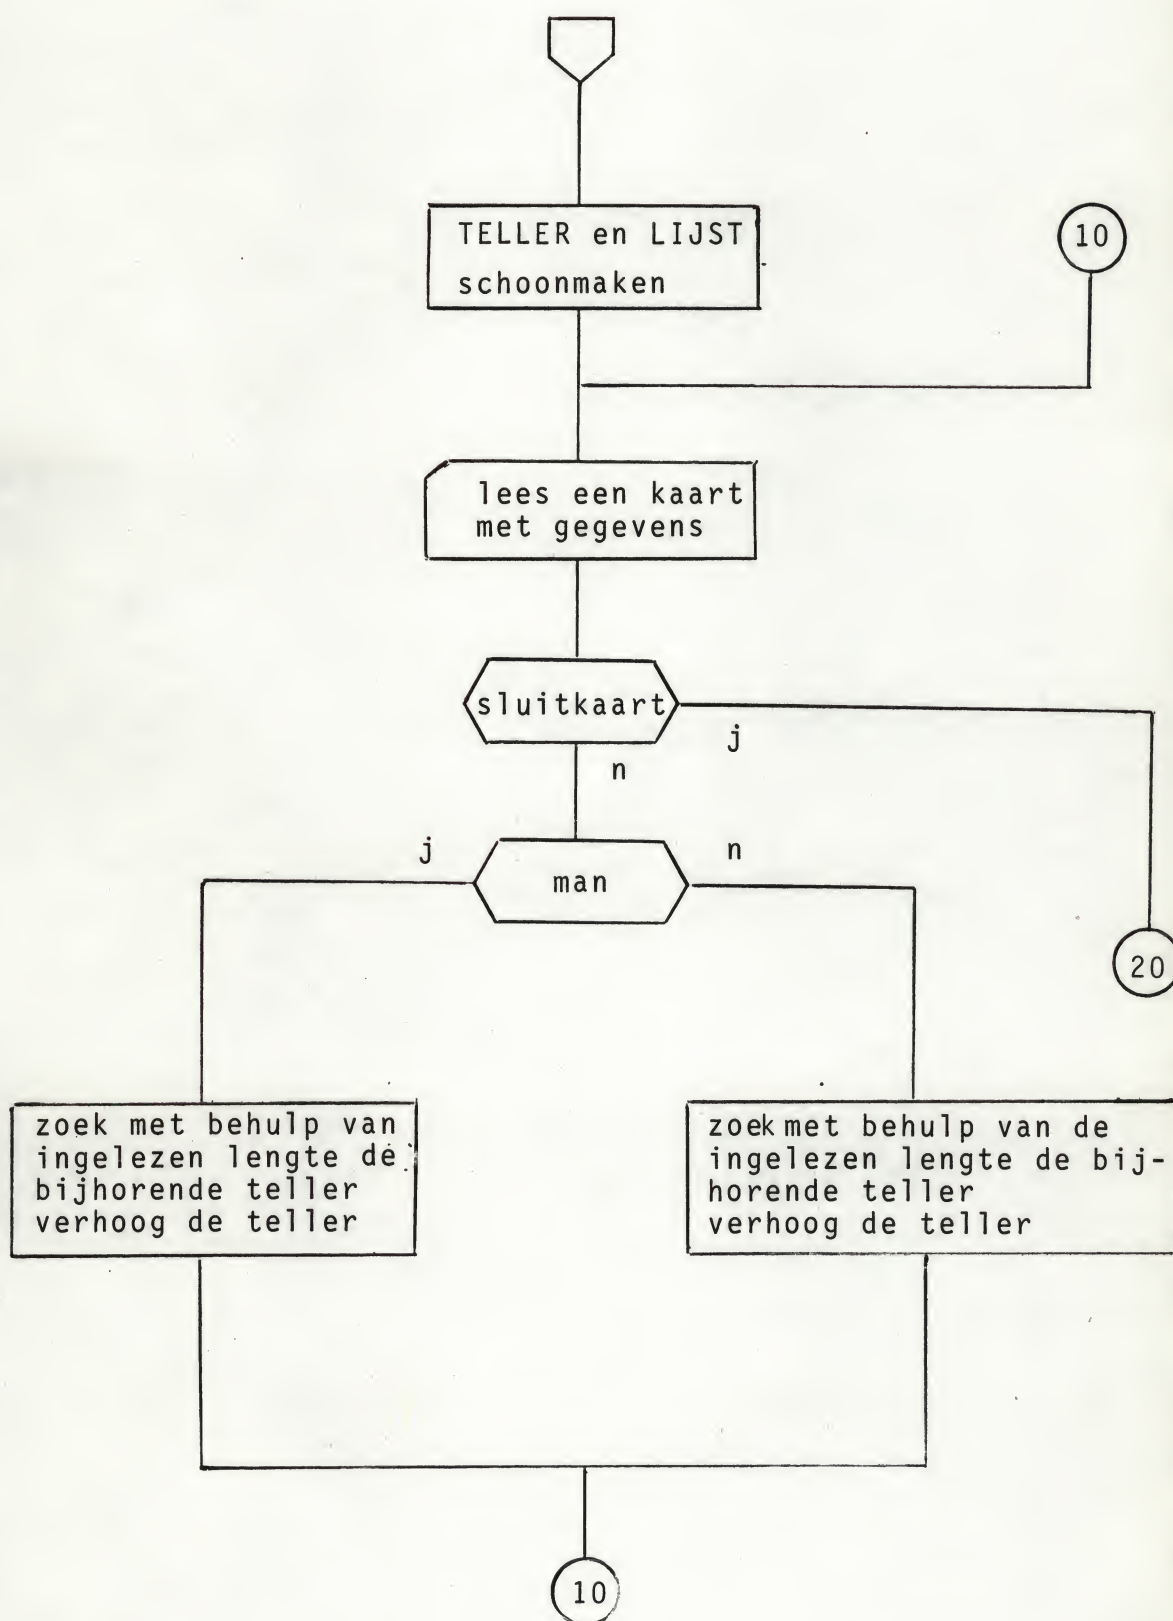 TELLER en LIJST
schoonmaken
10
lees een kaart
met gegevens
sluitkaart
j
n
j
n
man
20
zoek met behulp van
ingelezen lengte de
bijhorende teller
verhoog de teller
zoek met behulp van de
ingelezen lengte de bij-
horende teller
verhoog de teller
10